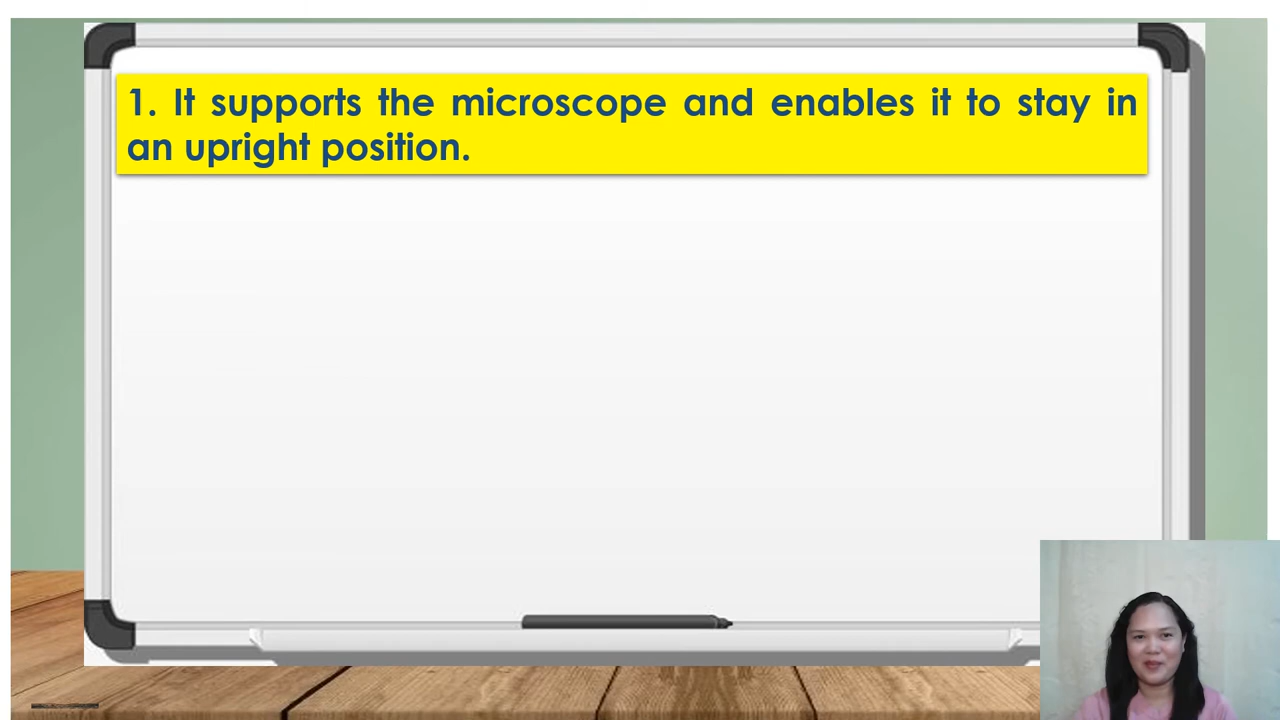 1. It supports the microscope and enables it to stay in
an upright position.